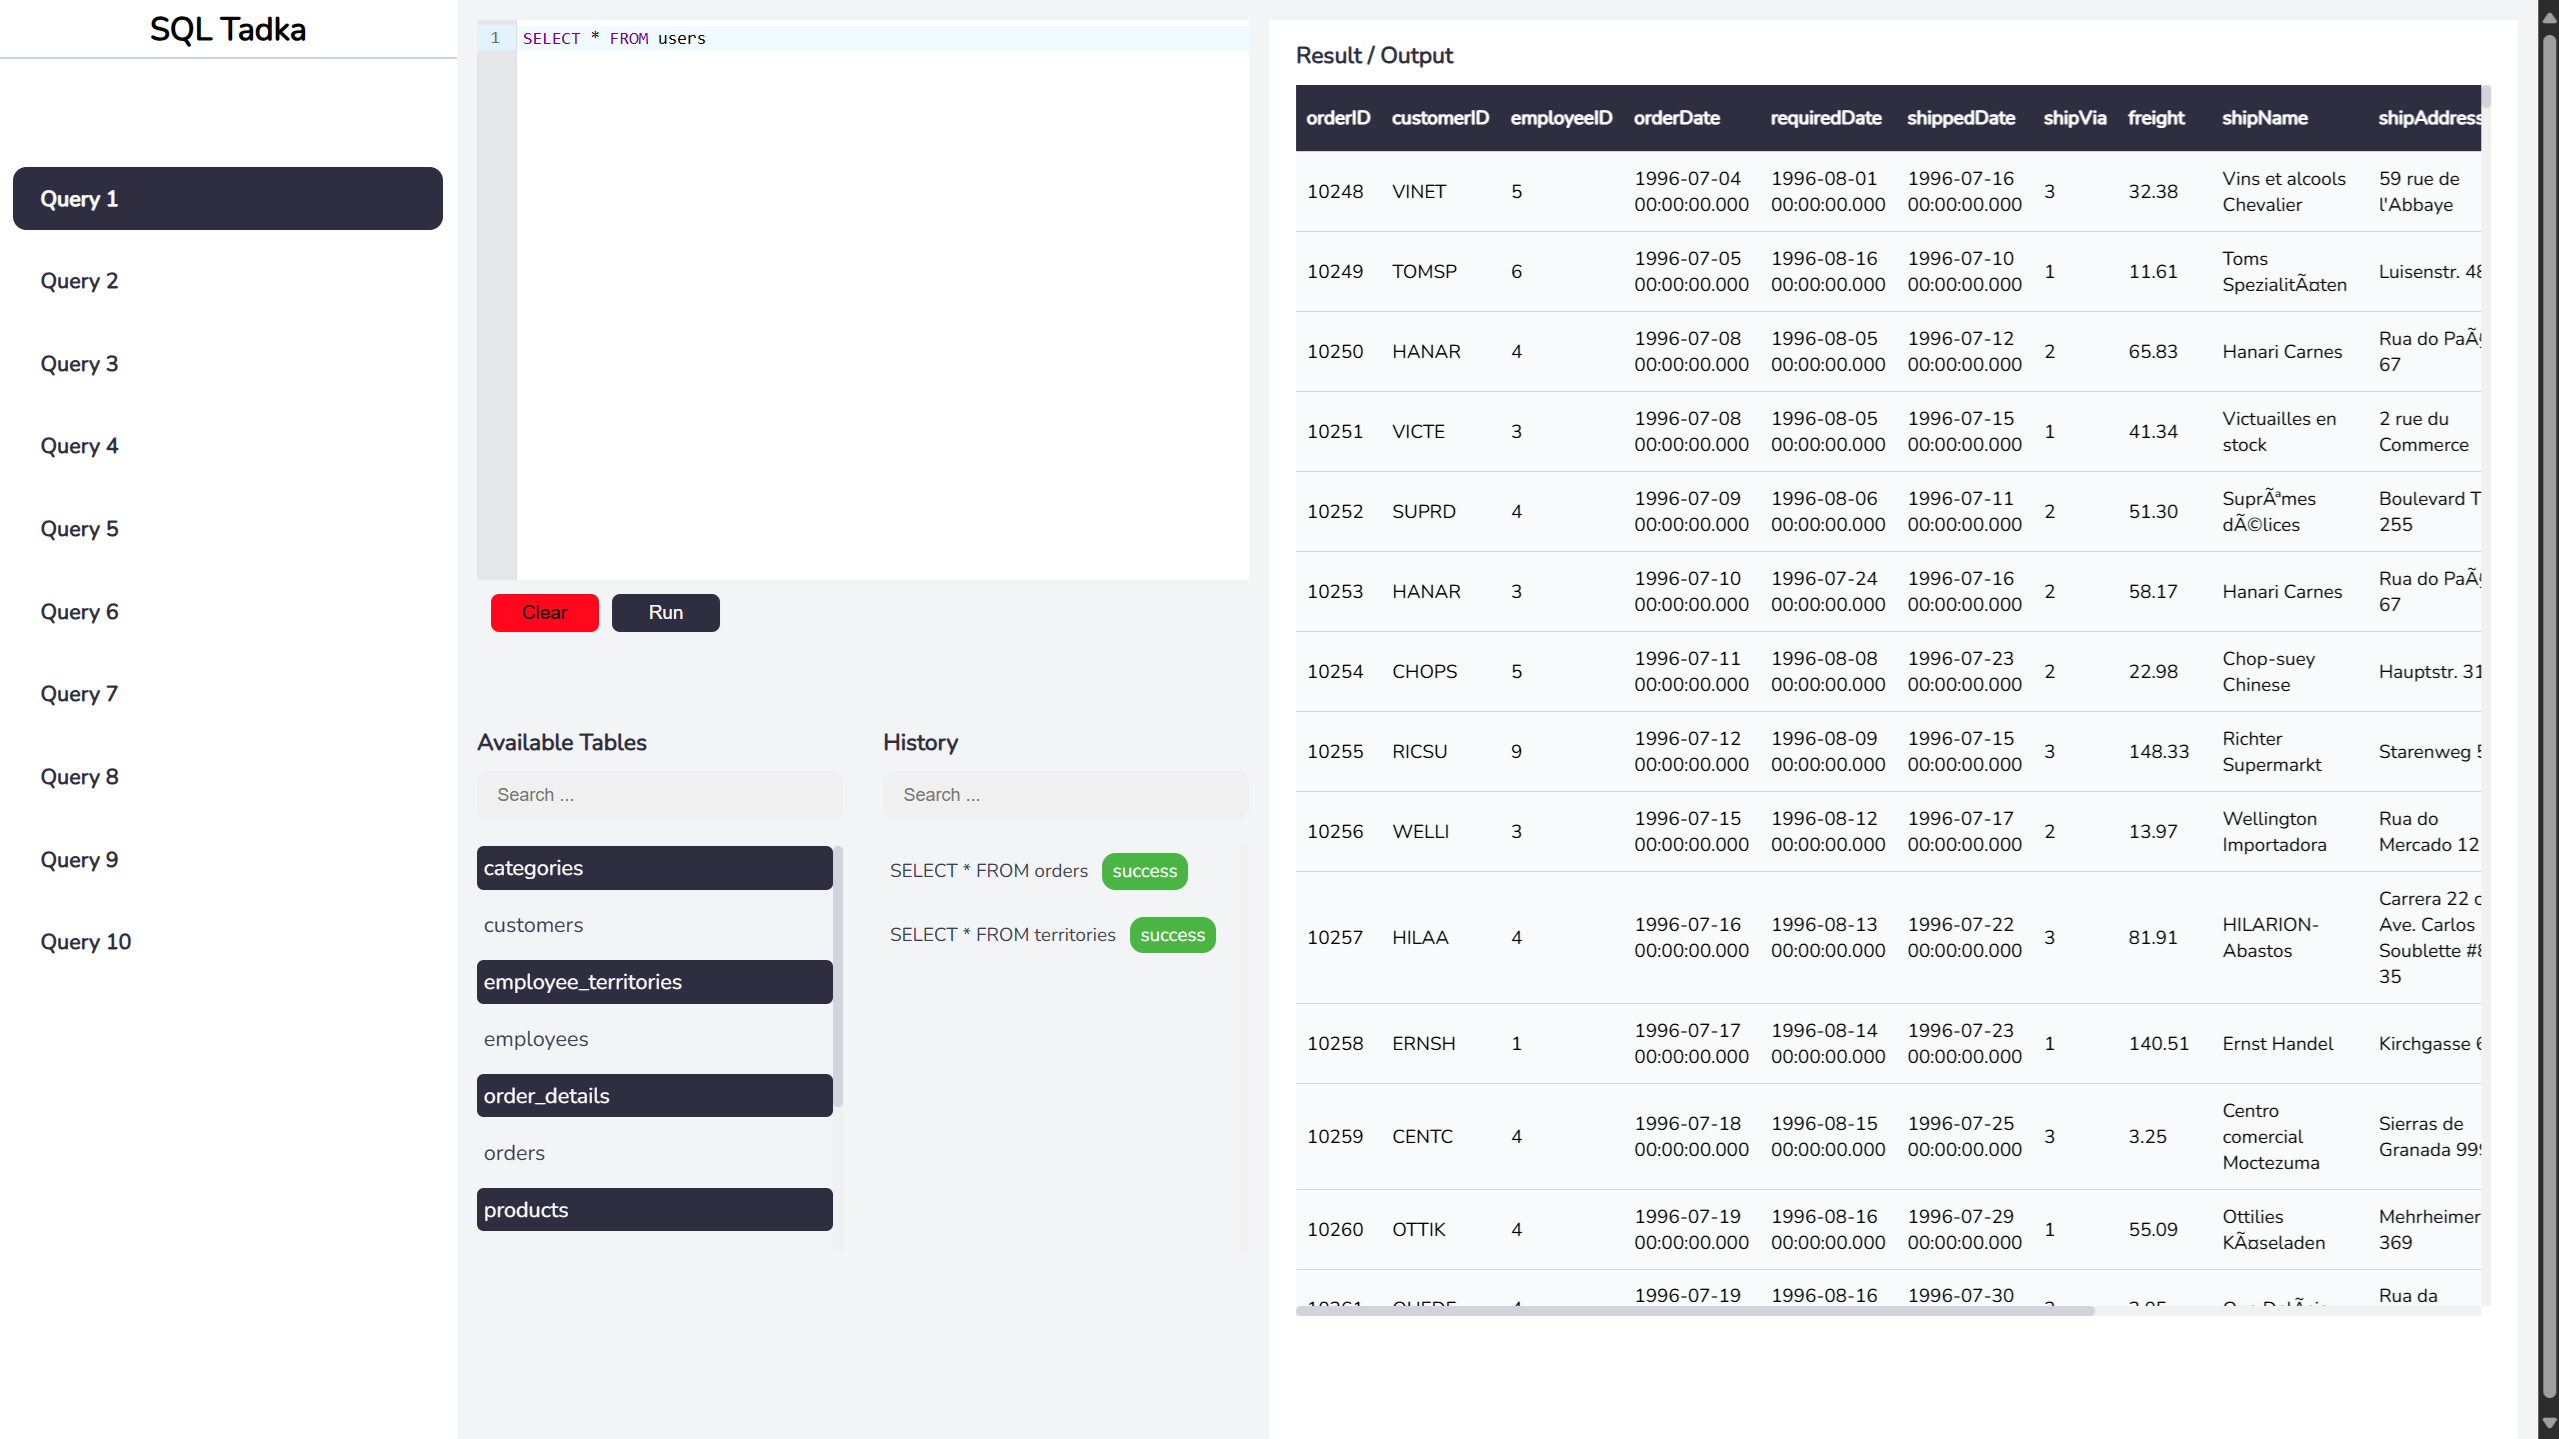 SQL Tadka
Query 1
Query 2
Query 3
Query 4
Query 5
Query 6
Query 7
Query 8
Query 9
Query 10
1 SELECT * FROM users
Clear Run
Available Tables
Search ...
categories
customers
employee_territories
employees
order_details
orders
products
History
Search ...
SELECT * FROM orders success
SELECT * FROM territories success
Result / Output
orderID customerID employeeID orderDate requiredDate shippedDate shipVia freight shipName shipAddress
10248 VINET 5 1996-07-04 00:00:00.000 1996-08-01 00:00:00.000 1996-07-16 00:00:00.000 3 32.38 Vins et alcools Chevalier 59 rue de l'Abbaye
10249 TOMSP 6 1996-07-05 00:00:00.000 1996-08-16 00:00:00.000 1996-07-10 00:00:00.000 1 11.61 Toms SpezialitÃ¤ten Luisenstr. 48
10250 HANAR 4 1996-07-08 00:00:00.000 1996-08-05 00:00:00.000 1996-07-12 00:00:00.000 2 65.83 Hanari Carnes Rua do 67
10251 VICTE 3 1996-07-08 00:00:00.000 1996-08-05 00:00:00.000 1996-07-15 00:00:00.000 1 41.34 Victuailles en stock 2 rue du Commerce
10252 SUPRD 4 1996-07-09 00:00:00.000 1996-08-06 00:00:00.000 1996-07-11 00:00:00.000 2 51.30 SuprÃªmes dÃ©lices Boulevard T 255
10253 HANAR 3 1996-07-10 00:00:00.000 1996-07-24 00:00:00.000 1996-07-16 00:00:00.000 2 58.17 Hanari Carnes Rua do 67
10254 CHOPS 5 1996-07-11 00:00:00.000 1996-08-08 00:00:00.000 1996-07-23 00:00:00.000 2 22.98 Chop-suey Chinese Hauptstr. 31
10255 RICSU 9 1996-07-12 00:00:00.000 1996-08-09 00:00:00.000 1996-07-15 00:00:00.000 3 148.33 Richter Supermarkt Starenweg
10256 WELLI 3 1996-07-15 00:00:00.000 1996-08-12 00:00:00.000 1996-07-17 00:00:00.000 2 13.97 Wellington Importadora Rua do Mercado 12
10257 HILAA 4 1996-07-16 00:00:00.000 1996-08-13 00:00:00.000 1996-07-22 00:00:00.000 3 81.91 HILARION-Abastos Carrera 22 c Ave. Carlos Soublette 35
10258 ERNSH 1 1996-07-17 00:00:00.000 1996-08-14 00:00:00.000 1996-07-23 00:00:00.000 1 140.51 Ernst Handel Kirchgasse
10259 CENTC 4 1996-07-18 00:00:00.000 1996-08-15 00:00:00.000 1996-07-25 00:00:00.000 3 3.25 Centro comercial Moctezuma Sierras de Granada
10260 OTTIK 4 1996-07-19 00:00:00.000 1996-08-16 00:00:00.000 1996-07-29 00:00:00.000 1 55.09 Ottilies KÃ¤seladen Mehrheimer 369
1996-07-19 1996-08-16 1996-07-30 Rua da